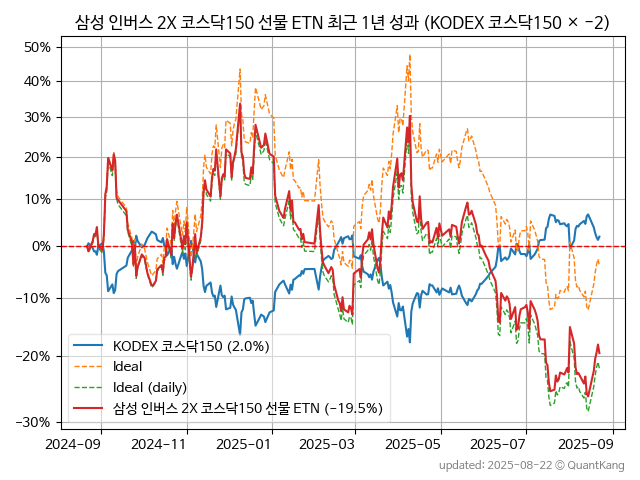 삼성 인버스 2X 코스닥150 선물 ETN 최근 1년 성과 (KODEX 코스닥150 × −2)
50%
40%
30%
20%
10%
0%
−10%
−20%
−30%
KODEX 코스닥150 (2.0%)
Ideal
Ideal (daily)
삼성 인버스 2X 코스닥150 선물 ETN (−19.5%)
2024-09 2024-11 2025-01 2025-03 2025-05 2025-07 2025-09
updated: 2025-08-22 © QuantKang